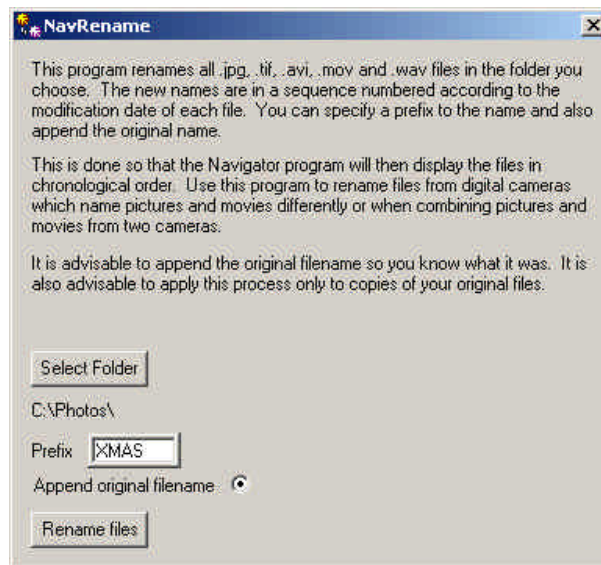 NavRename
This program renames all .jpg, .tif, .avi, .mov and .wav files in the folder you
choose. The new names are in a sequence numbered according to the
modification date of each file. You can specify a prefix to the name and also
append the original name.
This is done so that the Navigator program will then display the files in
chronological order. Use this program to rename files from digital cameras
which name pictures and movies differently or when combining pictures and
movies from two cameras.
It is advisable to append the original filename so you know what it was. It is
also advisable to apply this process only to copies of your original files.
Select Folder
C:\Photos\
Prefix XMAS
Append original filename
Rename files